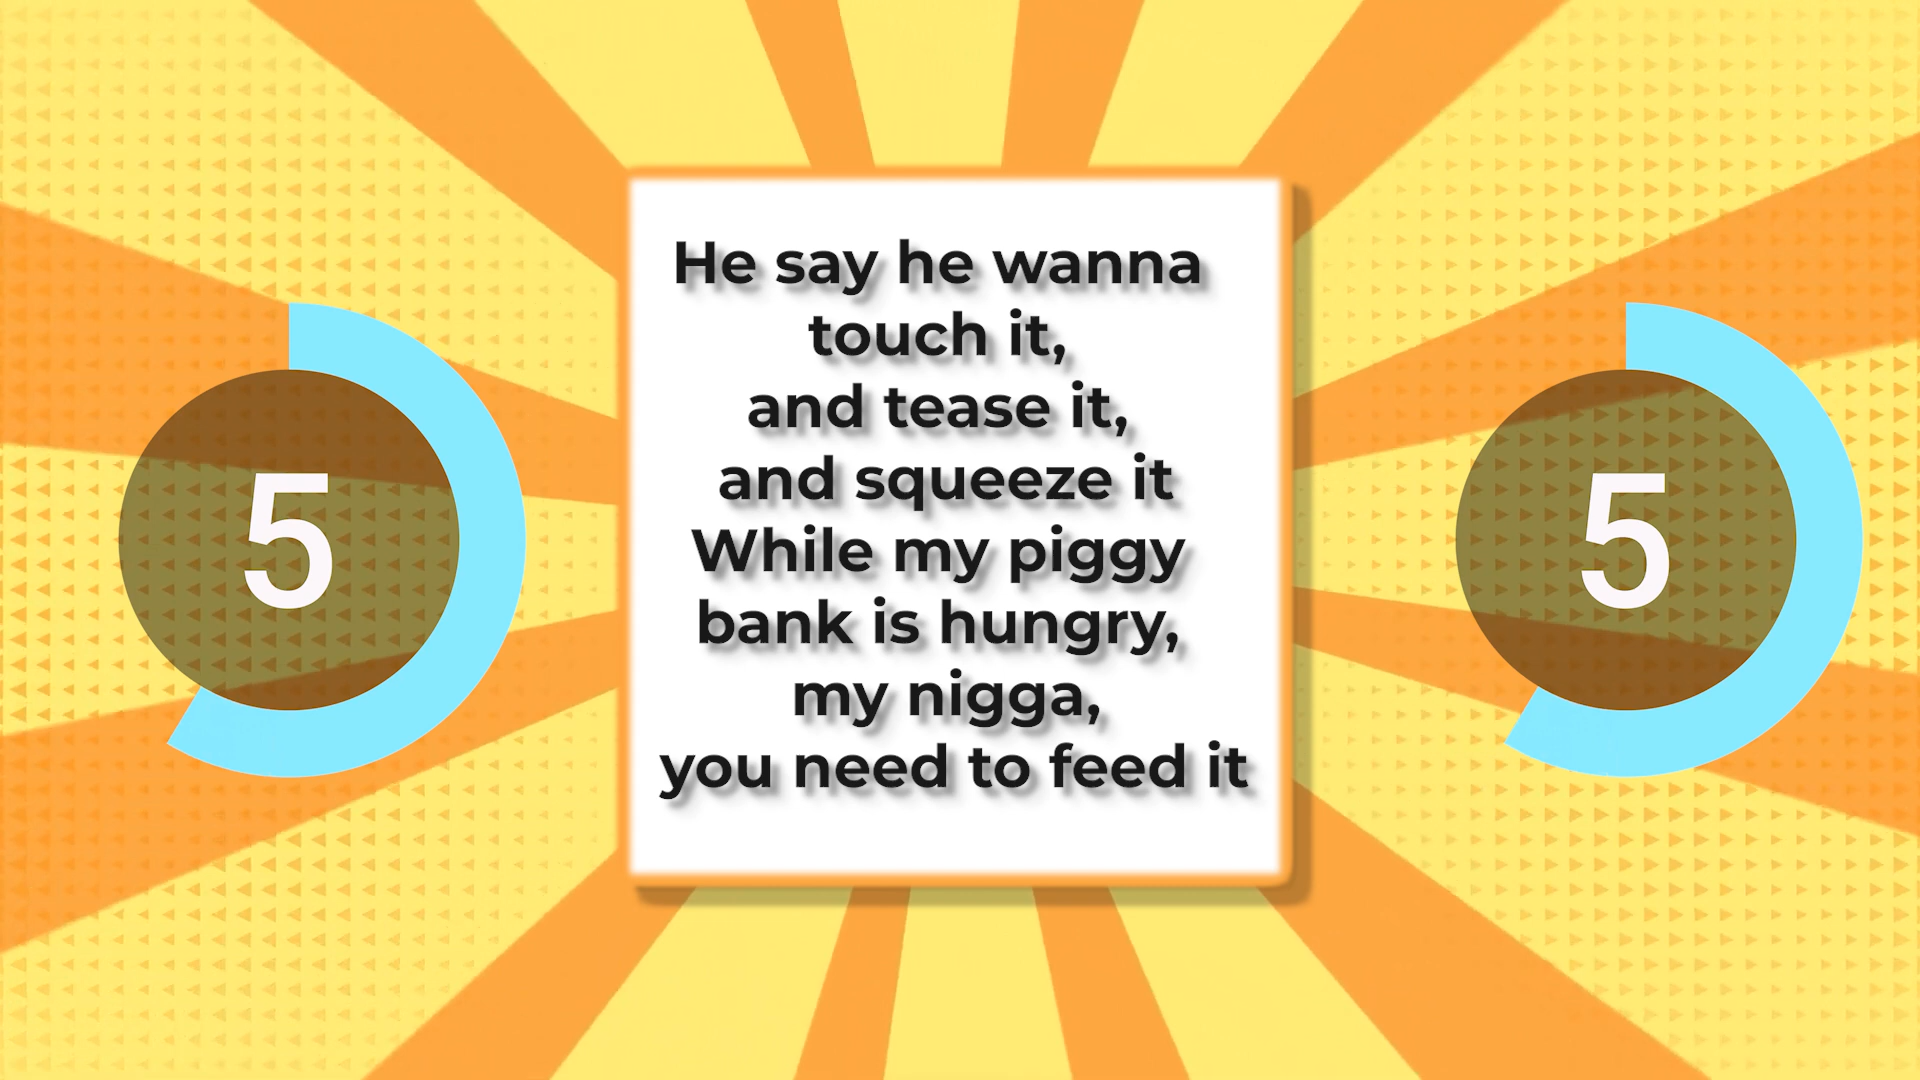 5
He say he wanna
touch it,
and tease it,
and squeeze it
While my piggy
bank is hungry,
my nigga,
you need to feed it
5